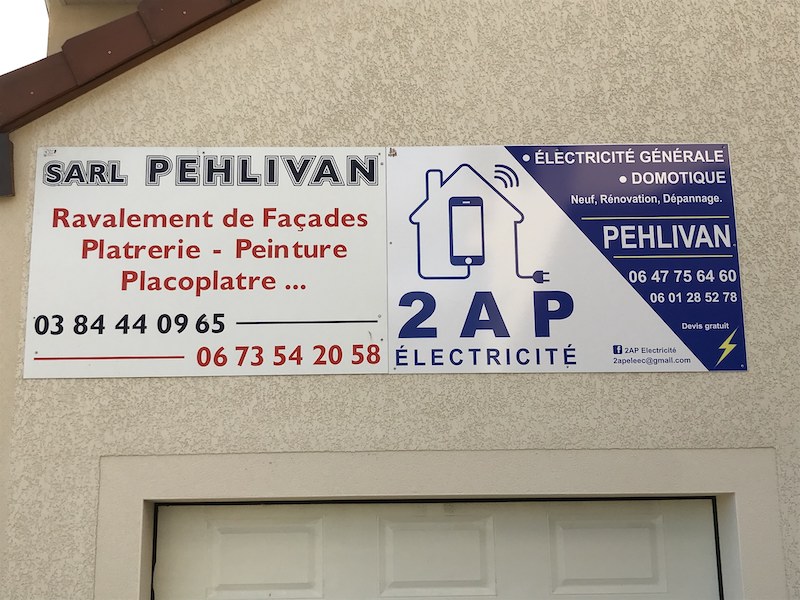 SARL PEHLIVAN
Ravalement de Façades
Platrerie - Peinture
Placoplatre ...
03 84 44 09 65
06 73 54 20 58
2 A P
ÉLECTRICITÉ
• ÉLECTRICITÉ GÉNÉRALE
• DOMOTIQUE
Neuf, Rénovation, Dépannage.
PEHLIVAN
06 47 75 64 60
06 01 28 52 78
Devis gratuit
2AP Electricité
2apeleec@gmail.com